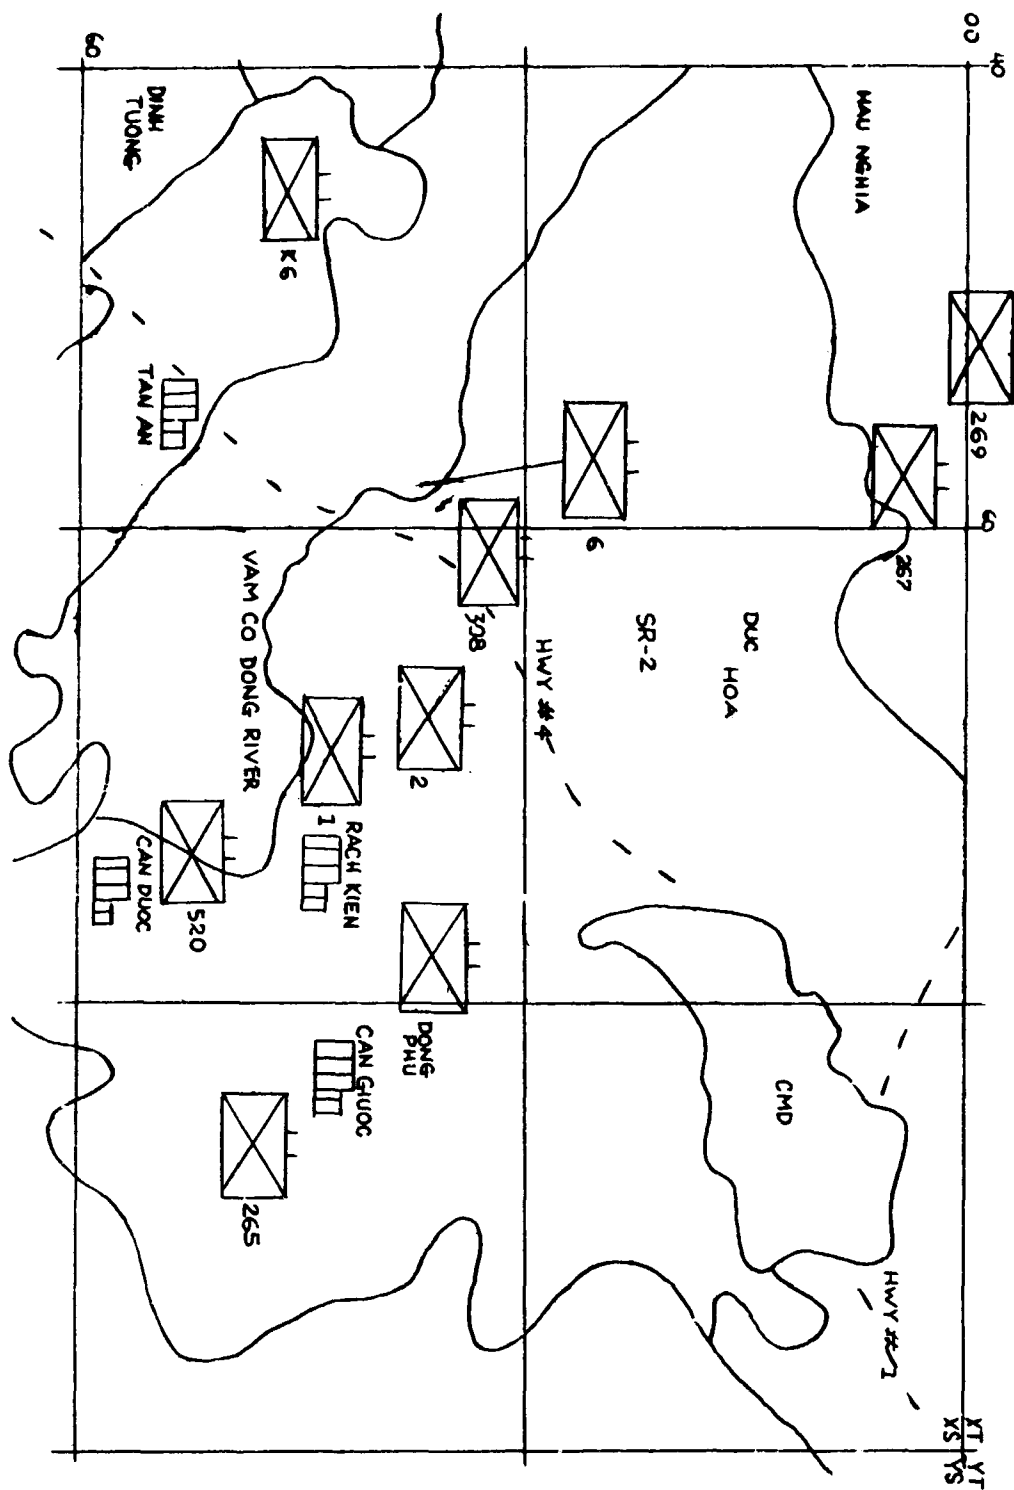 00
40
60
XT YT
XS YS
269
267
HAU NGHIA
HWY #1
DUC
HOA
CMD
SR-2
6
HWY #4
308
2
DONG
PHU
1
RACH KIEN
CAN GIUOC
K6
VAM CO DONG RIVER
265
520
DINH
TUONG
TAN AN
CAN DUOC
60